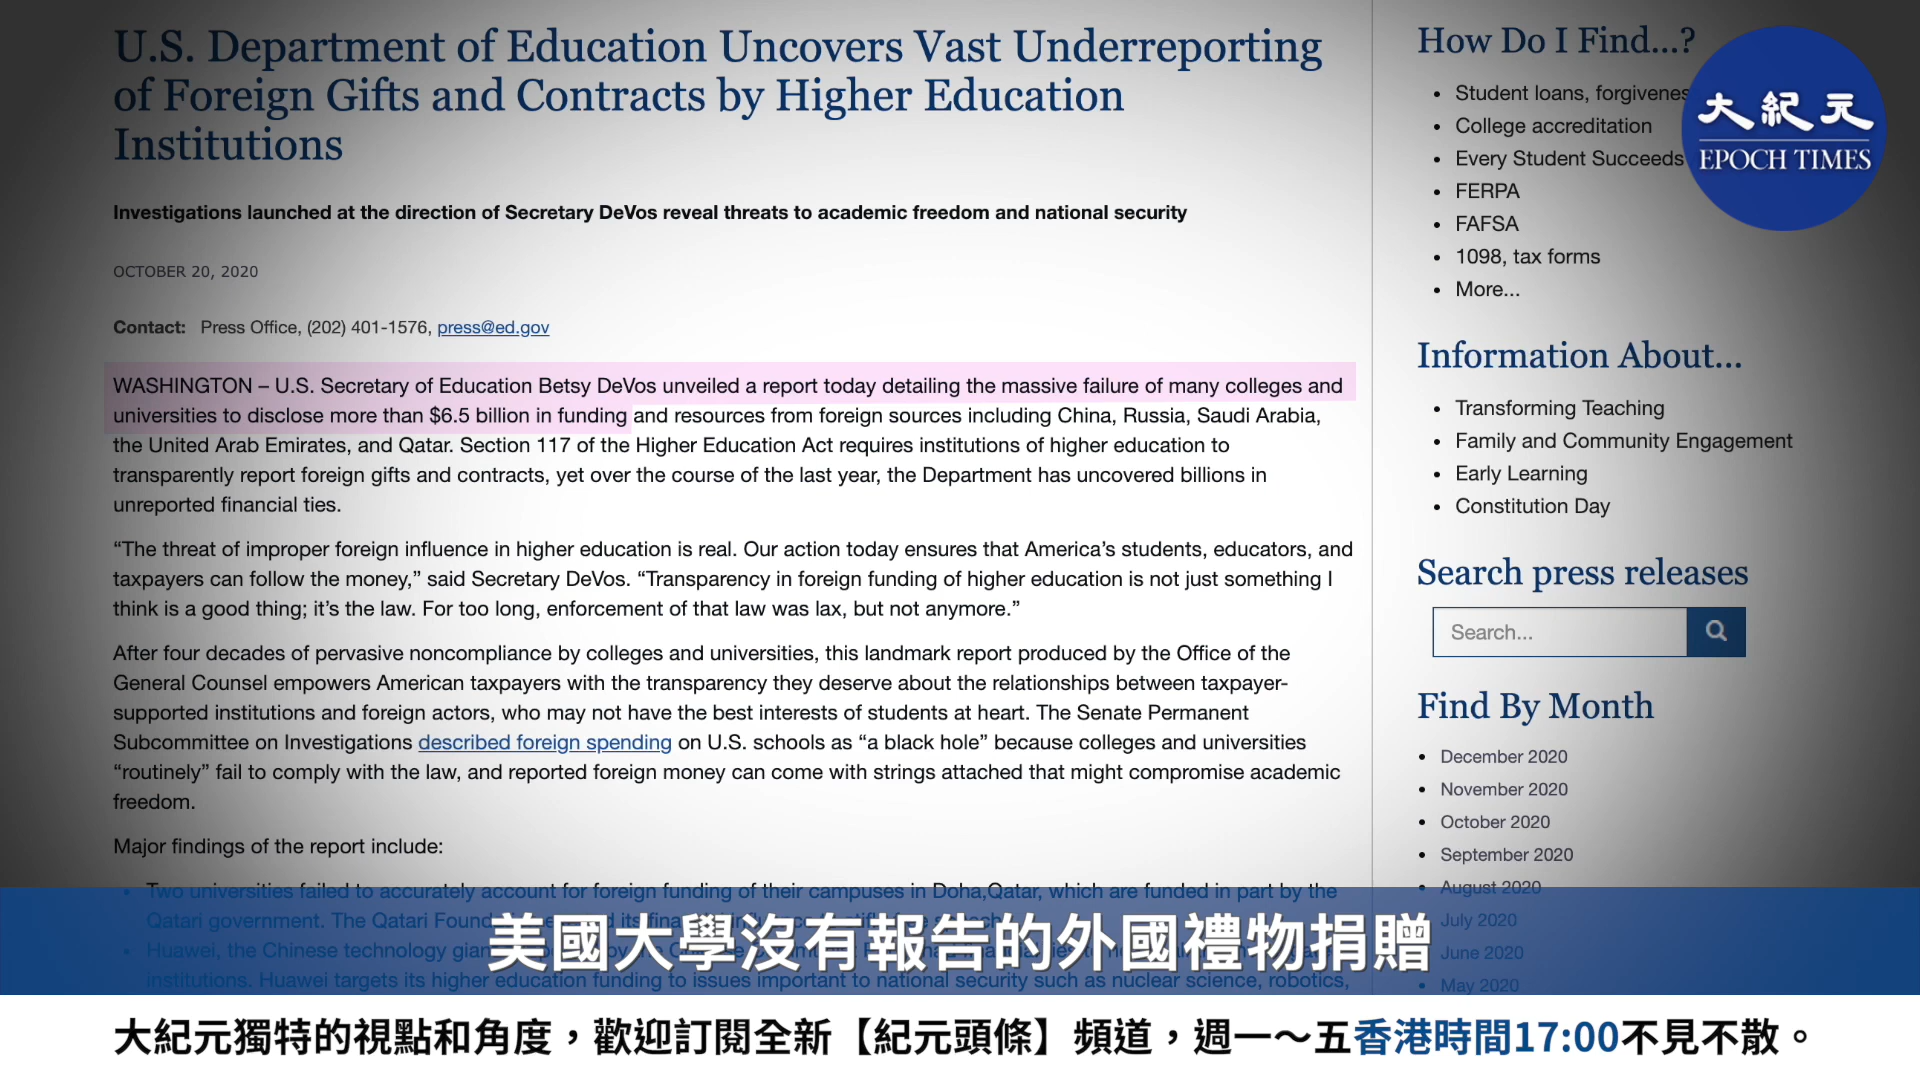 U.S. Department of Education Uncovers Vast Underreporting
of Foreign Gifts and Contracts by Higher Education
Institutions
Investigations launched at the direction of Secretary DeVos reveal threats to academic freedom and national security
OCTOBER 20, 2020
Contact: Press Office, (202) 401-1576, press@ed.gov
WASHINGTON – U.S. Secretary of Education Betsy DeVos unveiled a report today detailing the massive failure of many colleges and
universities to disclose more than $6.5 billion in funding and resources from foreign sources including China, Russia, Saudi Arabia,
the United Arab Emirates, and Qatar. Section 117 of the Higher Education Act requires institutions of higher education to
transparently report foreign gifts and contracts, yet over the course of the last year, the Department has uncovered billions in
unreported financial ties.
“The threat of improper foreign influence in higher education is real. Our action today ensures that America’s students, educators, and
taxpayers can follow the money,” said Secretary DeVos. “Transparency in foreign funding of higher education is not just something I
think is a good thing; it’s the law. For too long, enforcement of that law was lax, but not anymore.”
After four decades of pervasive noncompliance by colleges and universities, this landmark report produced by the Office of the
General Counsel empowers American taxpayers with the transparency they deserve about the relationships between taxpayer-
supported institutions and foreign actors, who may not have the best interests of students at heart. The Senate Permanent
Subcommittee on Investigations described foreign spending on U.S. schools as “a black hole” because colleges and universities
“routinely” fail to comply with the law, and reported foreign money can come with strings attached that might compromise academic
freedom.
Major findings of the report include:
Two universities failed to accurately account for foreign funding of their campuses in Doha,Qatar, which are funded in part by the
Qatari government. The Qatari
Huawei, the Chinese technology
institutions. Huawei targets its higher education funding to issues important to national security such as nuclear science, robotics,
How Do I Find...?
Student loans, forgivenes
College accreditation
Every Student Succeeds
FERPA
FAFSA
1098, tax forms
More...
Information About...
Transforming Teaching
Family and Community Engagement
Early Learning
Constitution Day
Search press releases
Search...
Find By Month
December 2020
November 2020
October 2020
September 2020
August 2020
July 2020
June 2020
May 2020
大紀元
EPOCH TIMES
美國大學沒有報告的外國禮物捐贈
大紀元獨特的視點和角度，歡迎訂閱全新【紀元頭條】頻道，週一～五香港時間17:00不見不散。